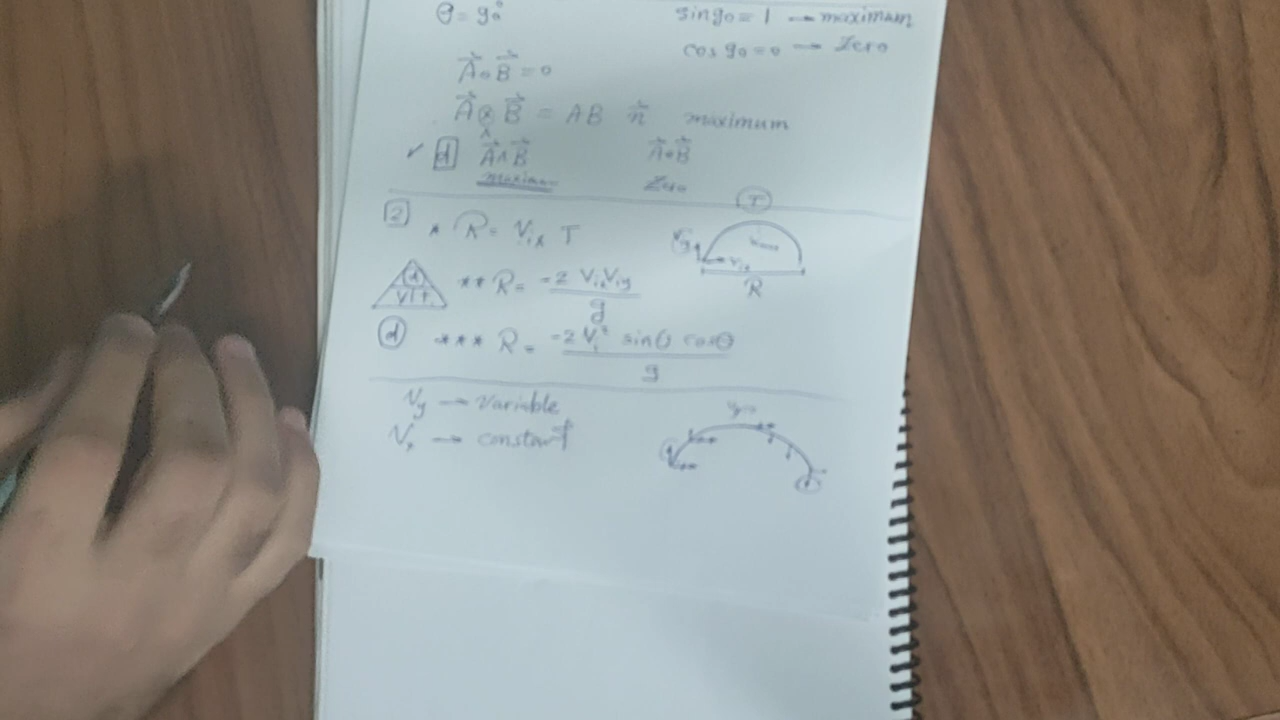 θ = 90° sin 90 = 1 → maximum
cos 90 = 0 → Zero
A⃗ • B⃗ = 0
A⃗ ⊗ B⃗ = AB n⃗ maximum
✓ d A⃗ ∧ B⃗ A⃗ • B⃗
maximum Zero
2 * R = Vix T T
d
V | t
** R = -2 Vix Viy / g R
d *** R = -2 Vi² sinθ cosθ / g
Vy → variable
Vx → constant